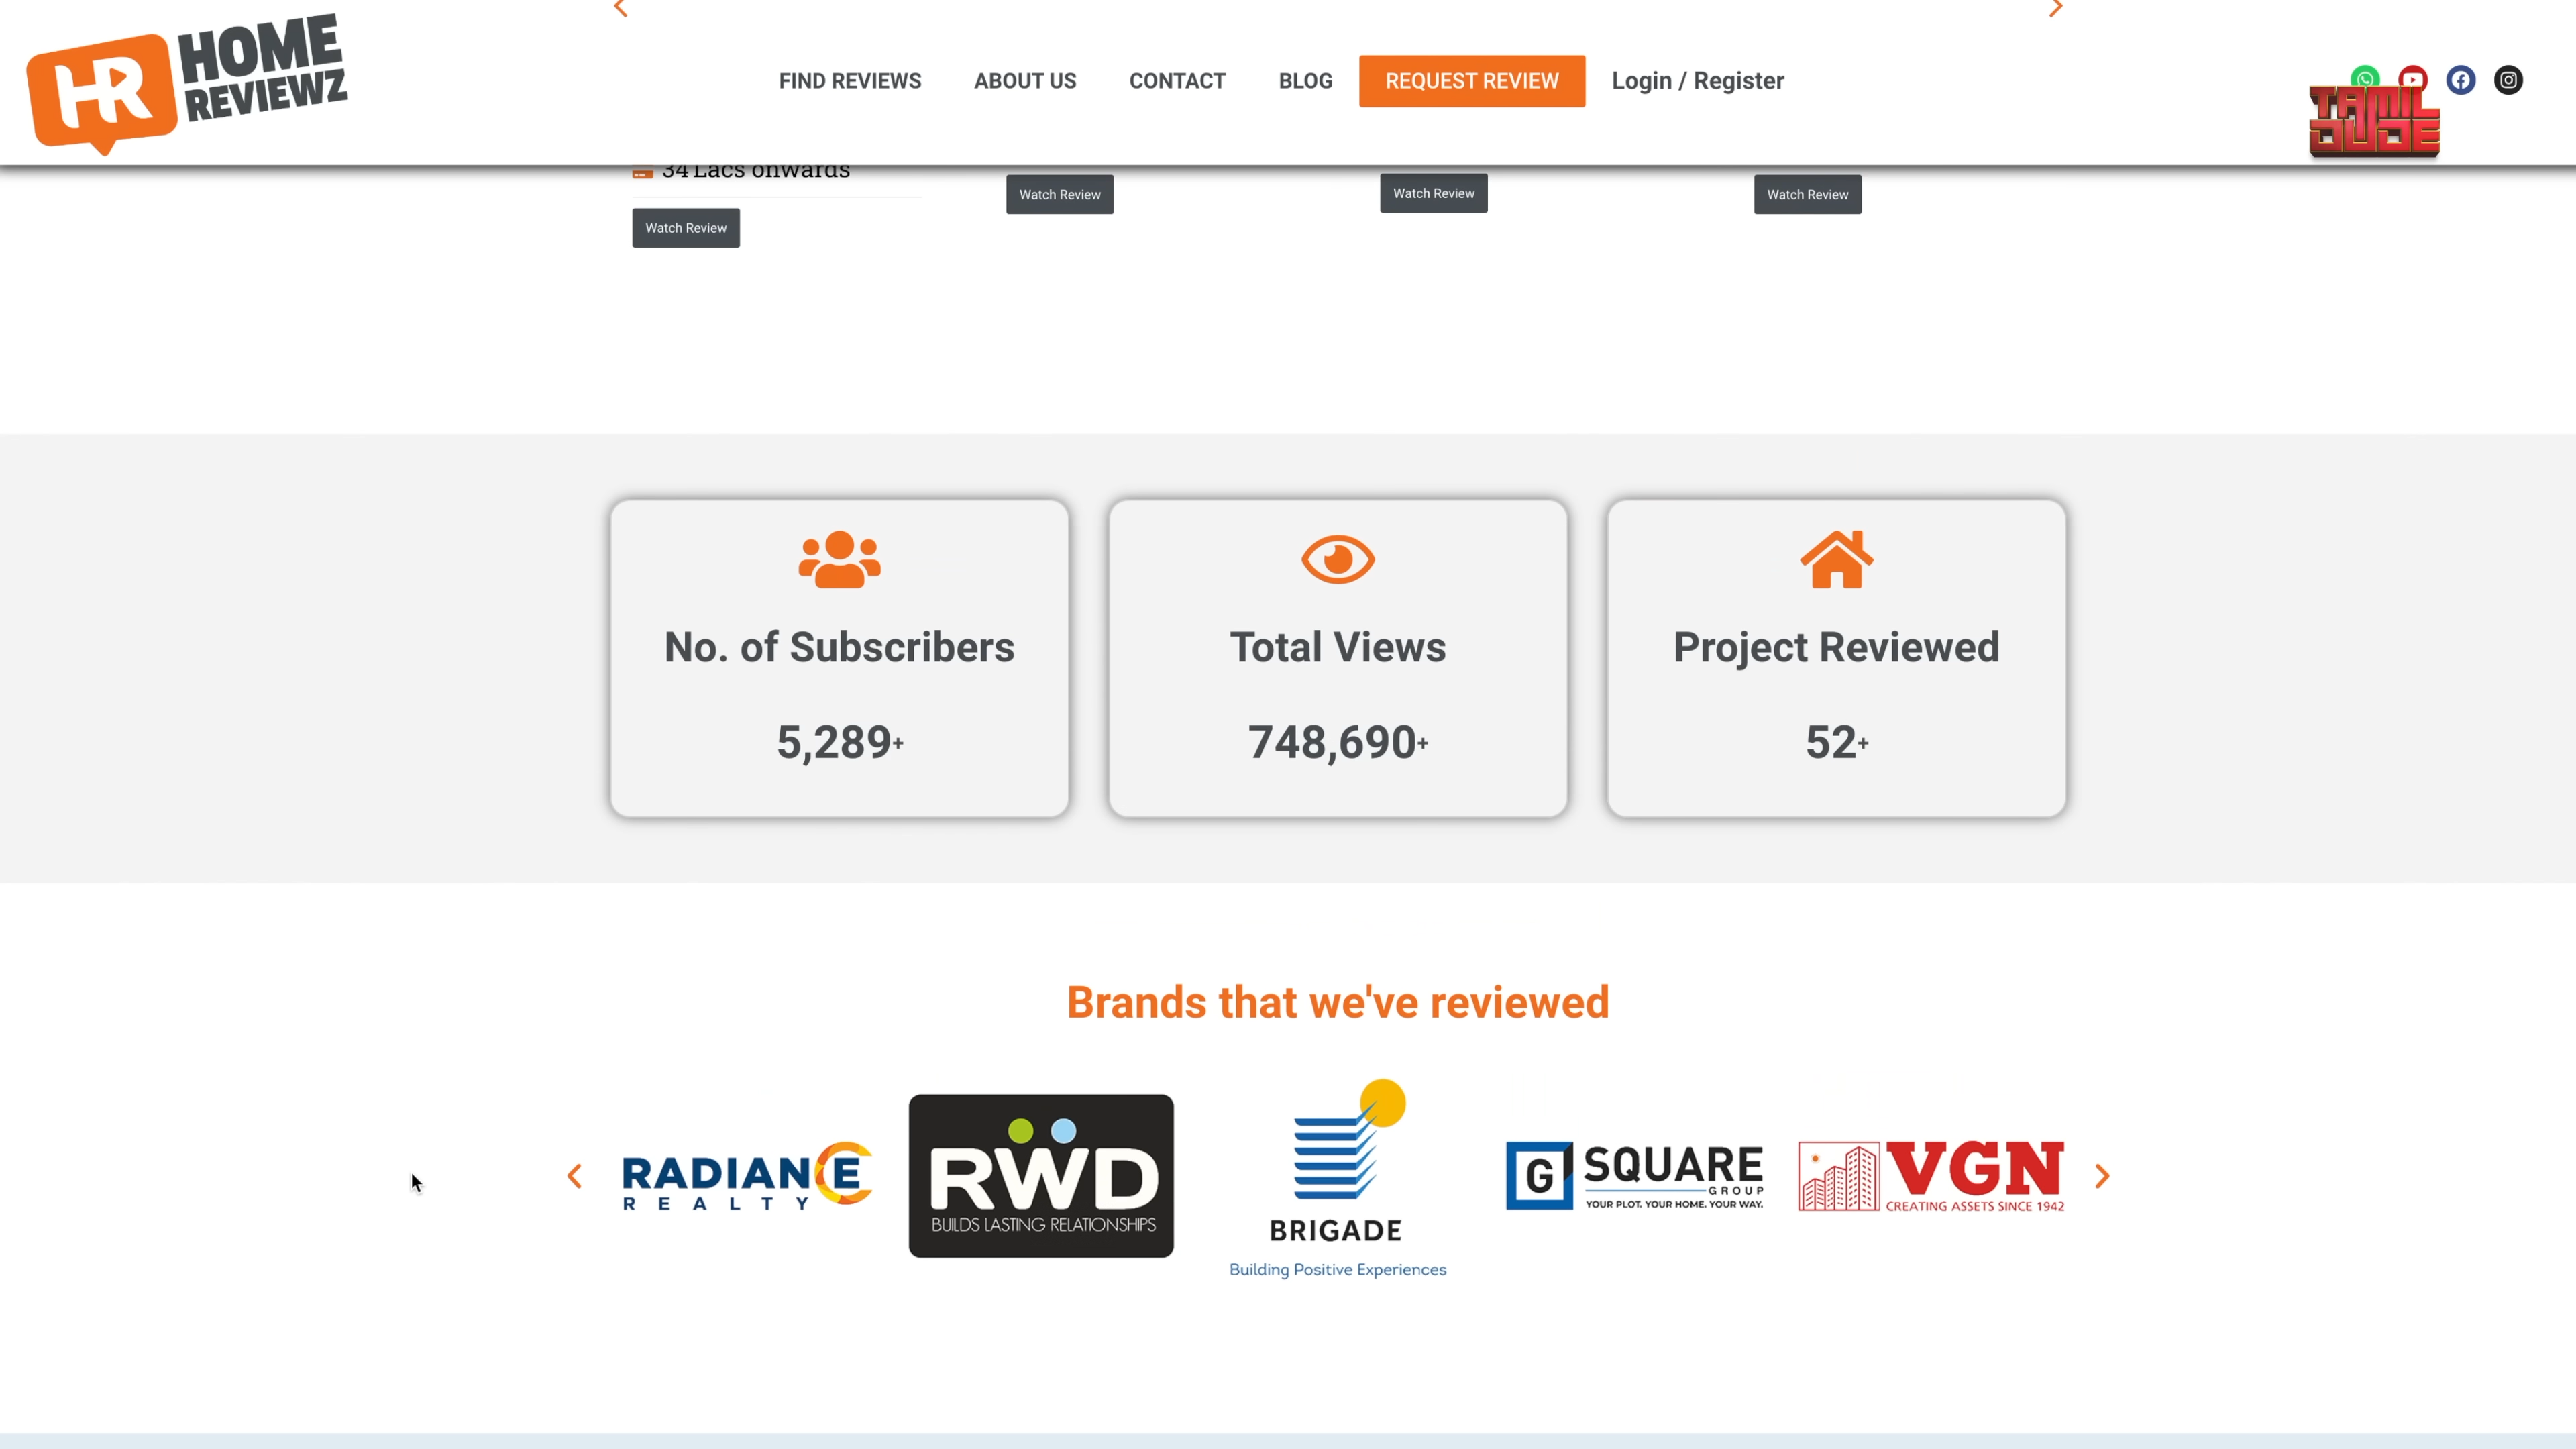 HR HOME
REVIEWZ
FIND REVIEWS ABOUT US CONTACT BLOG REQUEST REVIEW Login / Register
TAMIL
DUDE
34 Lacs onwards
Watch Review Watch Review Watch Review
Watch Review
No. of Subscribers
5,289+
Total Views
748,690+
Project Reviewed
52+
Brands that we've reviewed
RADIANCE
REALTY
RWD
BUILDS LASTING RELATIONSHIPS
BRIGADE
Building Positive Experiences
G SQUARE
GROUP
YOUR PLOT. YOUR HOME. YOUR WAY.
VGN
CREATING ASSETS SINCE 1942